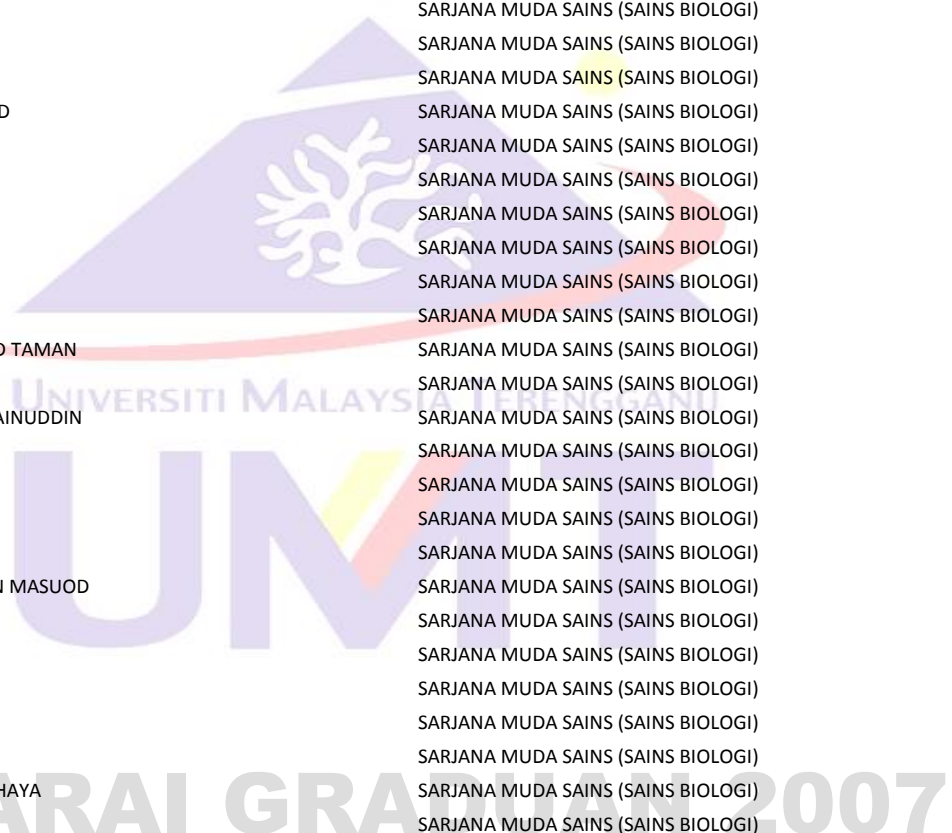 SARJANA MUDA SAINS (SAINS BIOLOGI)
SARJANA MUDA SAINS (SAINS BIOLOGI)
SARJANA MUDA SAINS (SAINS BIOLOGI)
D SARJANA MUDA SAINS (SAINS BIOLOGI)
SARJANA MUDA SAINS (SAINS BIOLOGI)
SARJANA MUDA SAINS (SAINS BIOLOGI)
SARJANA MUDA SAINS (SAINS BIOLOGI)
SARJANA MUDA SAINS (SAINS BIOLOGI)
SARJANA MUDA SAINS (SAINS BIOLOGI)
SARJANA MUDA SAINS (SAINS BIOLOGI)
D TAMAN SARJANA MUDA SAINS (SAINS BIOLOGI)
SARJANA MUDA SAINS (SAINS BIOLOGI)
UNIVERSITI MALAYSIA TERENGGANU
AINUDDIN SARJANA MUDA SAINS (SAINS BIOLOGI)
SARJANA MUDA SAINS (SAINS BIOLOGI)
SARJANA MUDA SAINS (SAINS BIOLOGI)
SARJANA MUDA SAINS (SAINS BIOLOGI)
SARJANA MUDA SAINS (SAINS BIOLOGI)
UMT
N MASUOD SARJANA MUDA SAINS (SAINS BIOLOGI)
SARJANA MUDA SAINS (SAINS BIOLOGI)
SARJANA MUDA SAINS (SAINS BIOLOGI)
SARJANA MUDA SAINS (SAINS BIOLOGI)
SARJANA MUDA SAINS (SAINS BIOLOGI)
SARJANA MUDA SAINS (SAINS BIOLOGI)
HAYA SARJANA MUDA SAINS (SAINS BIOLOGI)
ARAI GRADUAN 2007
SARJANA MUDA SAINS (SAINS BIOLOGI)